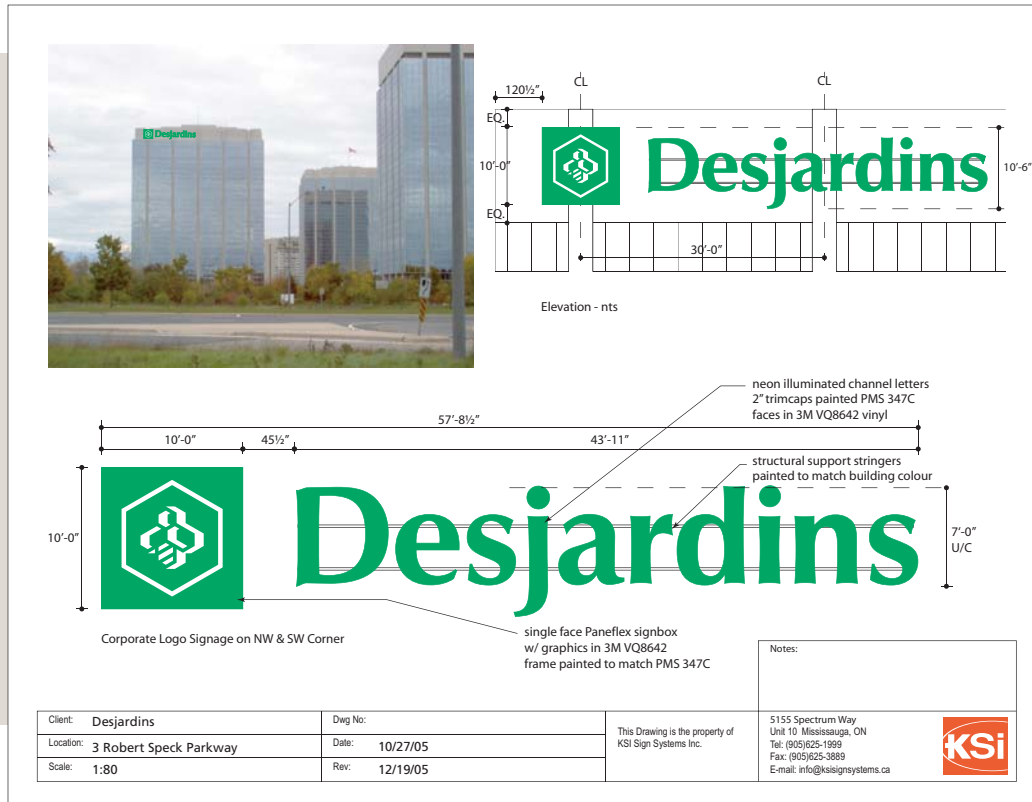 Desjardins
120½"
CL
CL
EQ.
10'-0"
EQ.
Desjardins
10'-6"
30'-0"
Elevation - nts
neon illuminated channel letters
2" trimcaps painted PMS 347C
faces in 3M VQ8642 vinyl
57'-8½"
10'-0"
45½"
43'-11"
structural support stringers
painted to match building colour
10'-0"
Desjardins
7'-0"
U/C
Corporate Logo Signage on NW & SW Corner
single face Paneflex signbox
w/ graphics in 3M VQ8642
frame painted to match PMS 347C
Notes:
Client: Desjardins
Location: 3 Robert Speck Parkway
Scale: 1:80
Dwg No:
Date: 10/27/05
Rev: 12/19/05
This Drawing is the property of
KSI Sign Systems Inc.
5155 Spectrum Way
Unit 10 Mississauga, ON
Tel: (905)625-1999
Fax: (905)625-3889
E-mail: info@ksisignsystems.ca
KSi